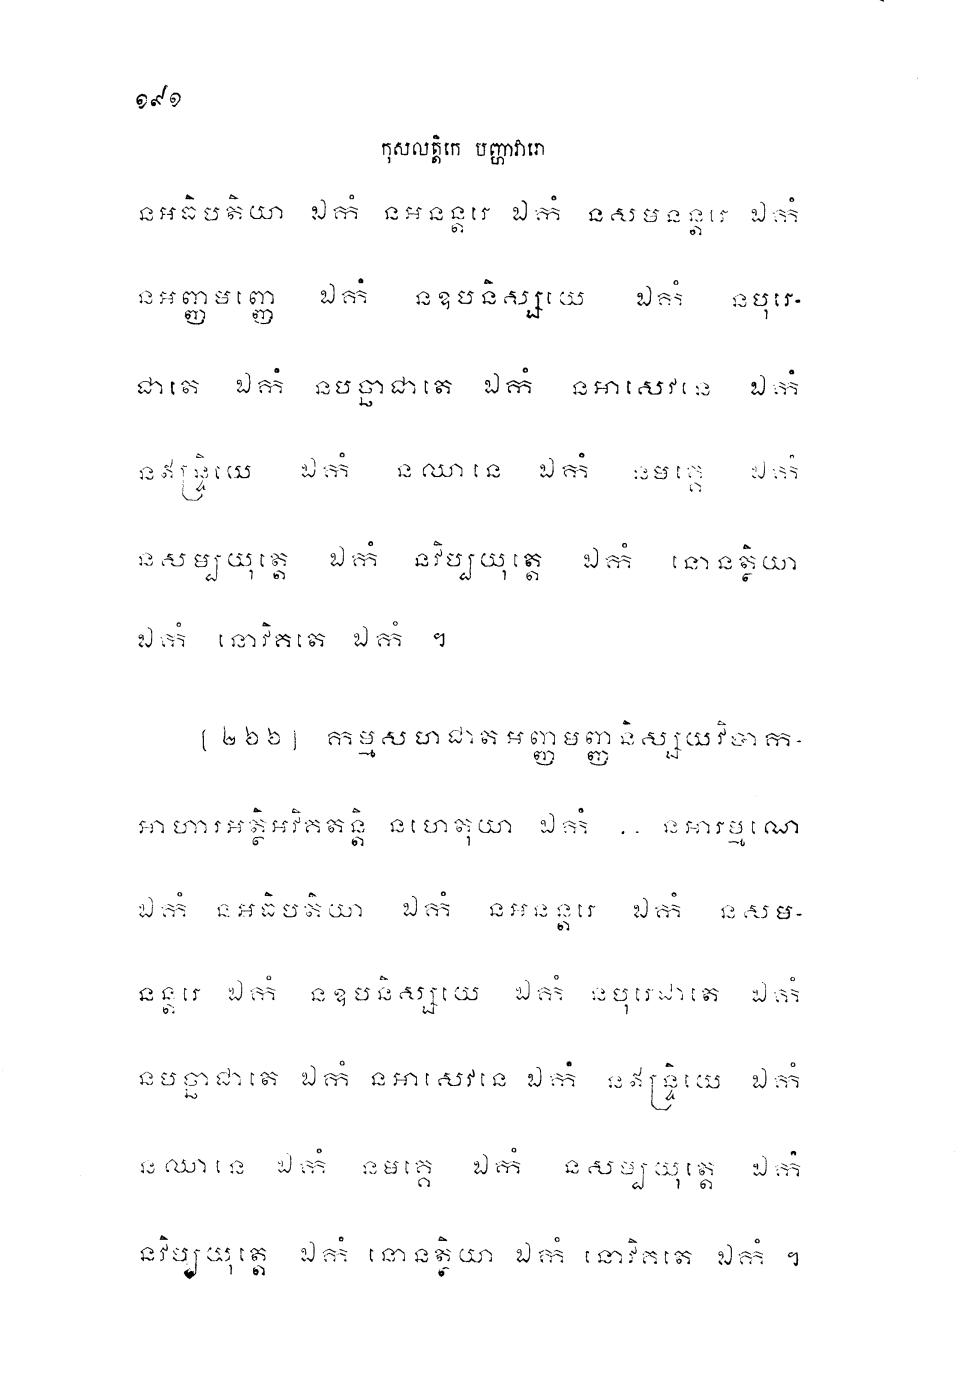 ១៩១
កុសលត្តិកេ បញ្ហាវារោ
នអធិបតិយា ឯកំ នអនន្តរេ ឯកំ នសមនន្តរេ ឯកំ
នអញ្ញមញ្ញេ ឯកំ នឧបនិស្សយេ ឯកំ នបុរេ-
ជាតេ ឯកំ នបច្ឆាជាតេ ឯកំ នអាសេវនេ ឯកំ
នឥន្ទ្រិយេ ឯកំ នឈានេ ឯកំ នមគ្គេ ឯកំ
នសម្បយុត្តេ ឯកំ នវិប្បយុត្តេ ឯកំ នោនត្ថិយា
ឯកំ នោវិគតេ ឯកំ ។
(២៦៦) កម្មសហជាតអញ្ញមញ្ញនិស្សយវិបាក-
អាហារអត្ថិអវិគតន្តិ នហេតុយា ឯកំ .. នអារម្មណេ
ឯកំ នអធិបតិយា ឯកំ នអនន្តរេ ឯកំ នសម-
នន្តរេ ឯកំ នឧបនិស្សយេ ឯកំ នបុរេជាតេ ឯកំ
នបច្ឆាជាតេ ឯកំ នអាសេវនេ ឯកំ នឥន្ទ្រិយេ ឯកំ
នឈានេ ឯកំ នមគ្គេ ឯកំ នសម្បយុត្តេ ឯកំ
នវិប្បយុត្តេ ឯកំ នោនត្ថិយា ឯកំ នោវិគតេ ឯកំ ។